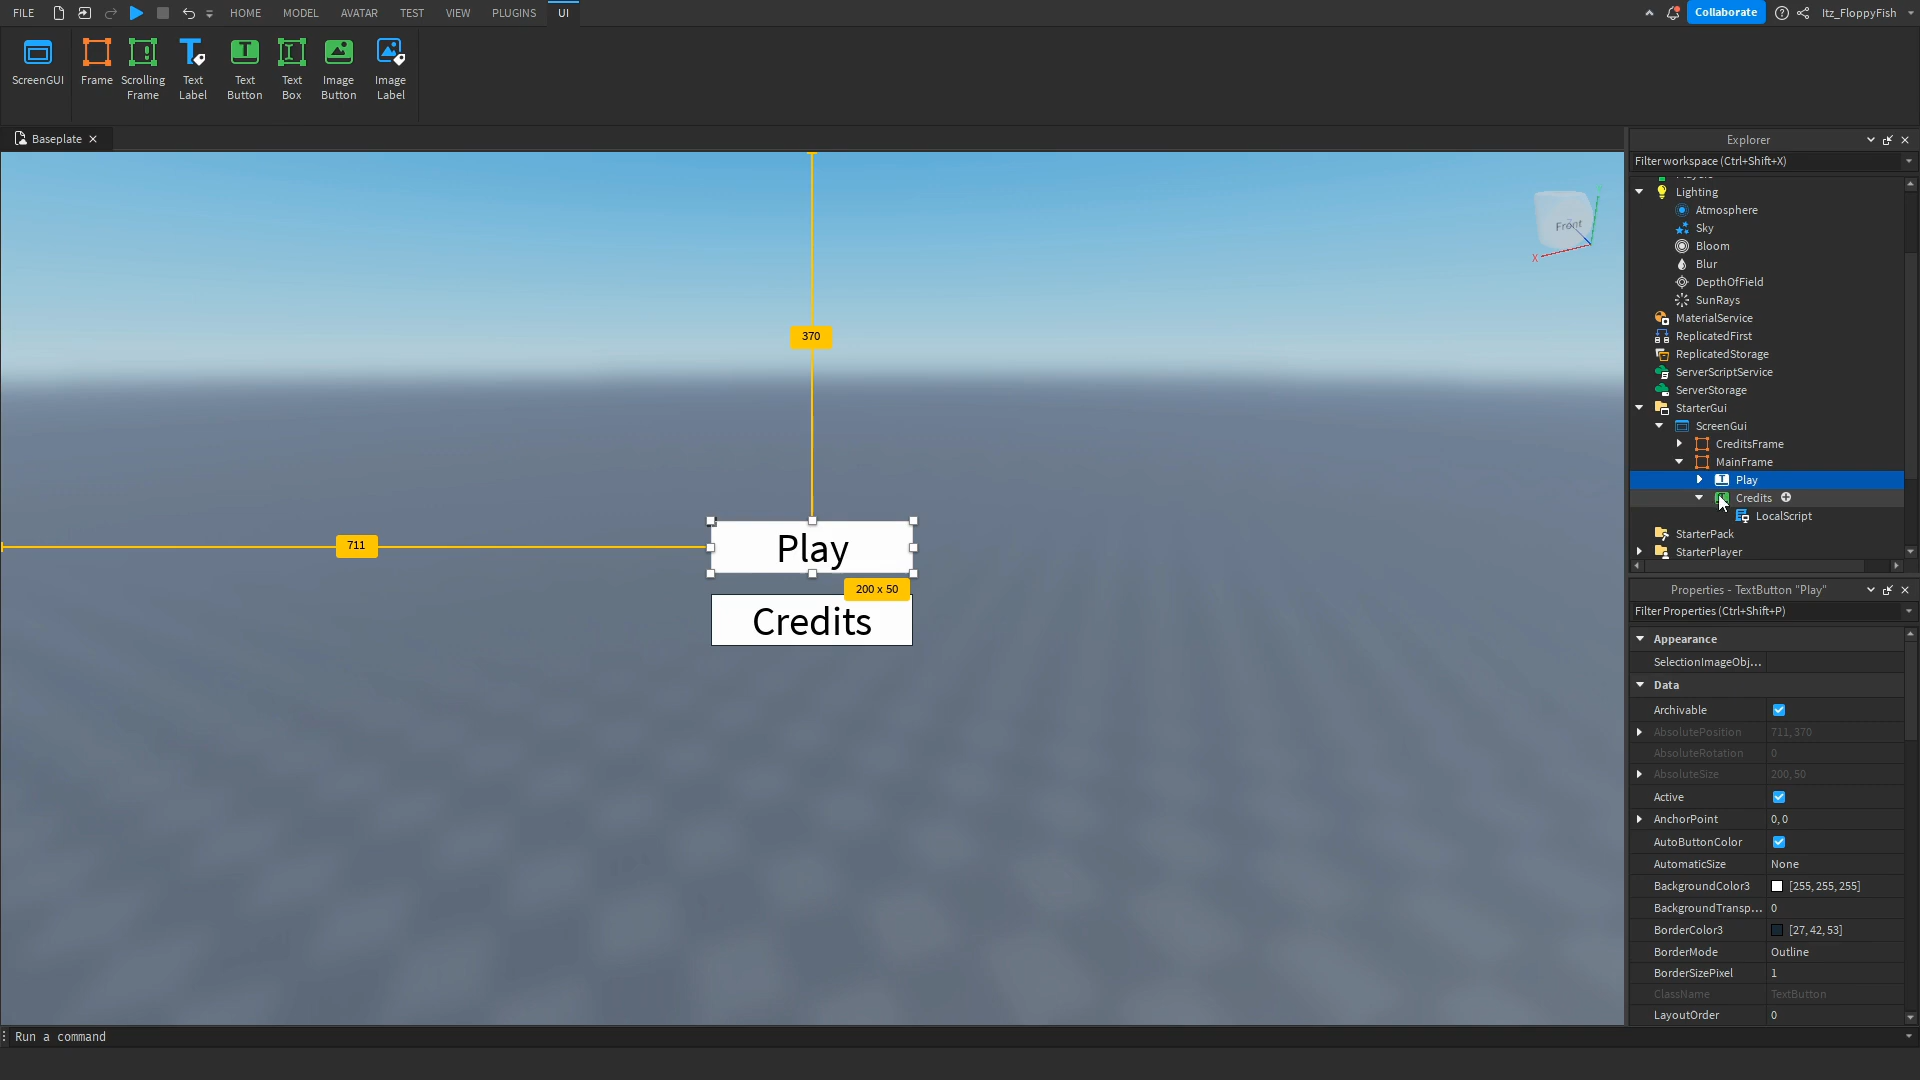 FILE HOME MODEL AVATAR TEST VIEW PLUGINS UI Collaborate Itz_FloppyFish
ScreenGUI Frame Scrolling Frame Text Label Text Button Text Box Image Button Image Label
Baseplate
Explorer
Filter workspace (Ctrl+Shift+X)
Lighting
Atmosphere
Sky
Bloom
Blur
DepthOfField
SunRays
MaterialService
ReplicatedFirst
ReplicatedStorage
ServerScriptService
ServerStorage
StarterGui
ScreenGui
CreditsFrame
MainFrame
Play
Credits
LocalScript
StarterPack
StarterPlayer
Front
X
370
711
Play
200 x 50
Credits
Properties - TextButton "Play"
Filter Properties (Ctrl+Shift+P)
Appearance
SelectionImageObj...
Data
Archivable
AbsolutePosition 711, 370
AbsoluteRotation 0
AbsoluteSize 200, 50
Active
AnchorPoint 0, 0
AutoButtonColor
AutomaticSize None
BackgroundColor3 [255, 255, 255]
BackgroundTransp... 0
BorderColor3 [27, 42, 53]
BorderMode Outline
BorderSizePixel 1
ClassName TextButton
LayoutOrder 0
Run a command